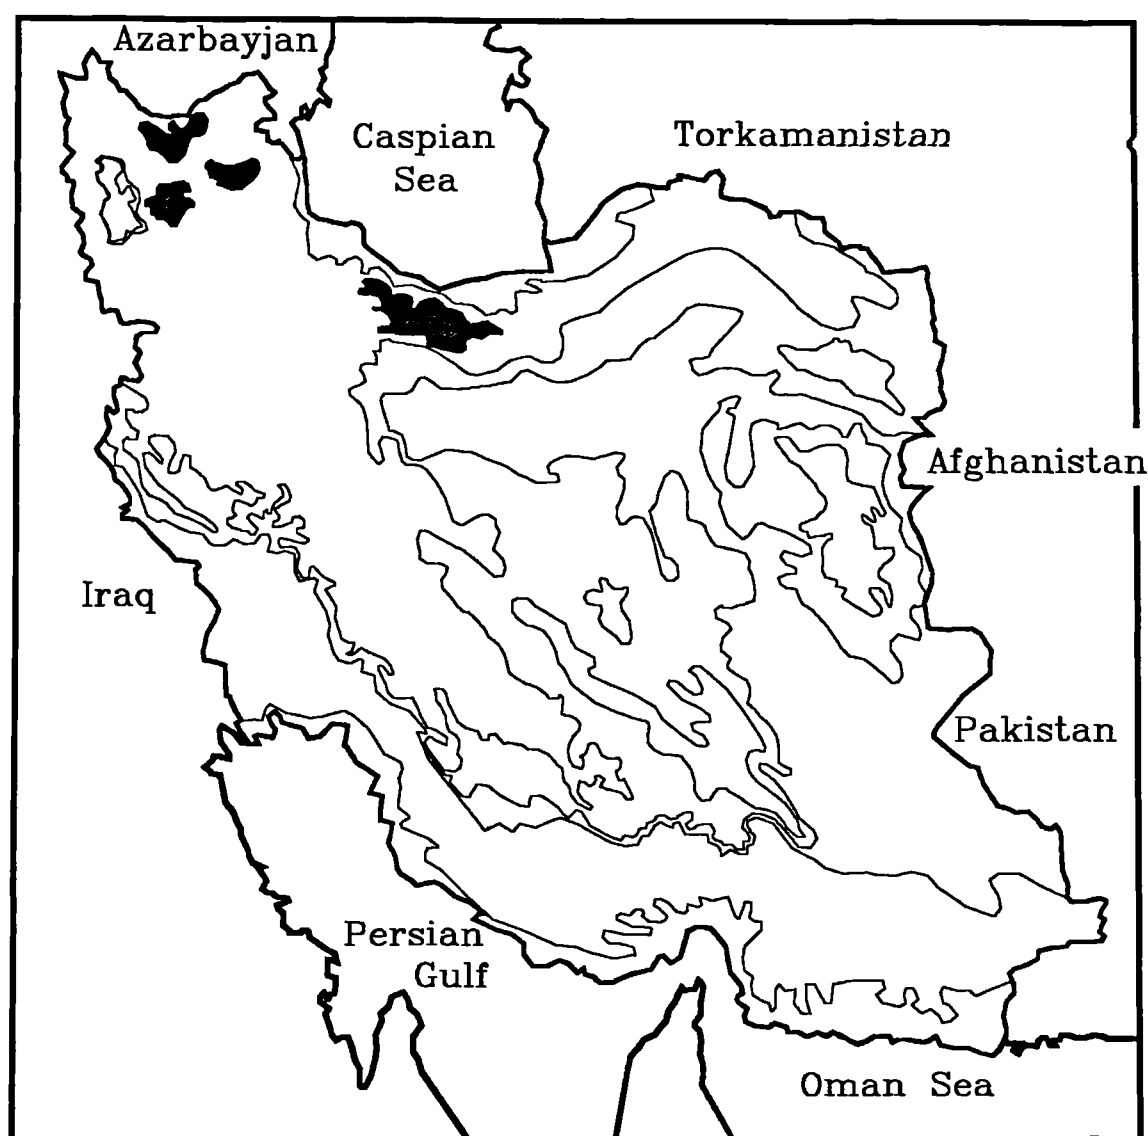 Azarbayjan
Caspian
Sea
Torkamanistan
Afghanistan
Iraq
Pakistan
Persian
Gulf
Oman Sea